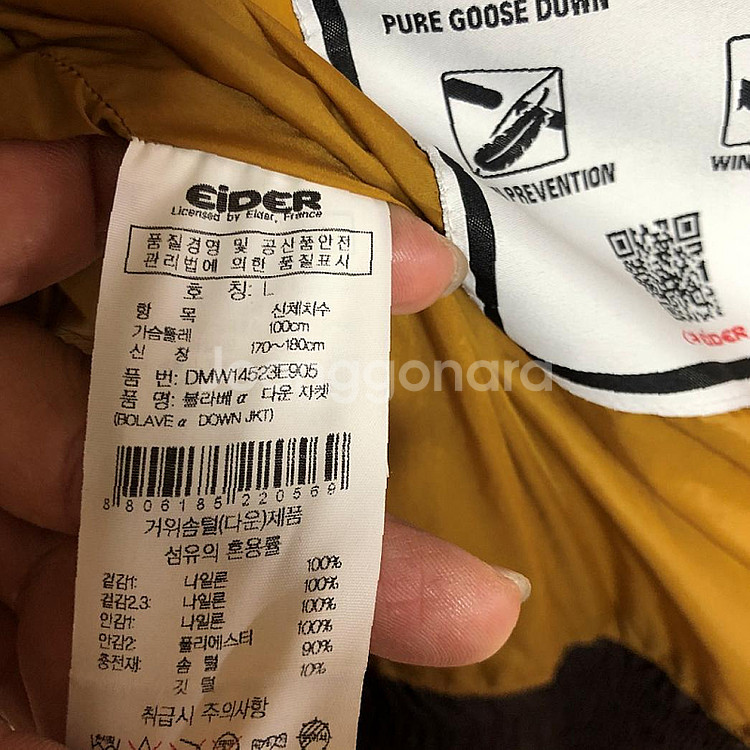 PURE GOOSE DOWN
PREVENTION
WIN
EIDER
EiDER
Licensed by Eider, France
품질경영 및 공산품안전
관리법에 의한 품질표시
호 칭: L
항 목 신체치수
가슴둘레 100cm
신 장 170~180cm
품 번: DMW14523E905
품 명: 볼라벤α 다운 자켓
(BOLAVE α DOWN JKT)
8806185220569
거위솜털(다운)제품
섬유의 혼용률
겉감1: 나일론 100%
겉감2.3: 나일론 100%
안감1: 나일론 100%
안감2: 폴리에스터 100%
충전재: 솜 털 90%
깃 털 10%
취급시 주의사항